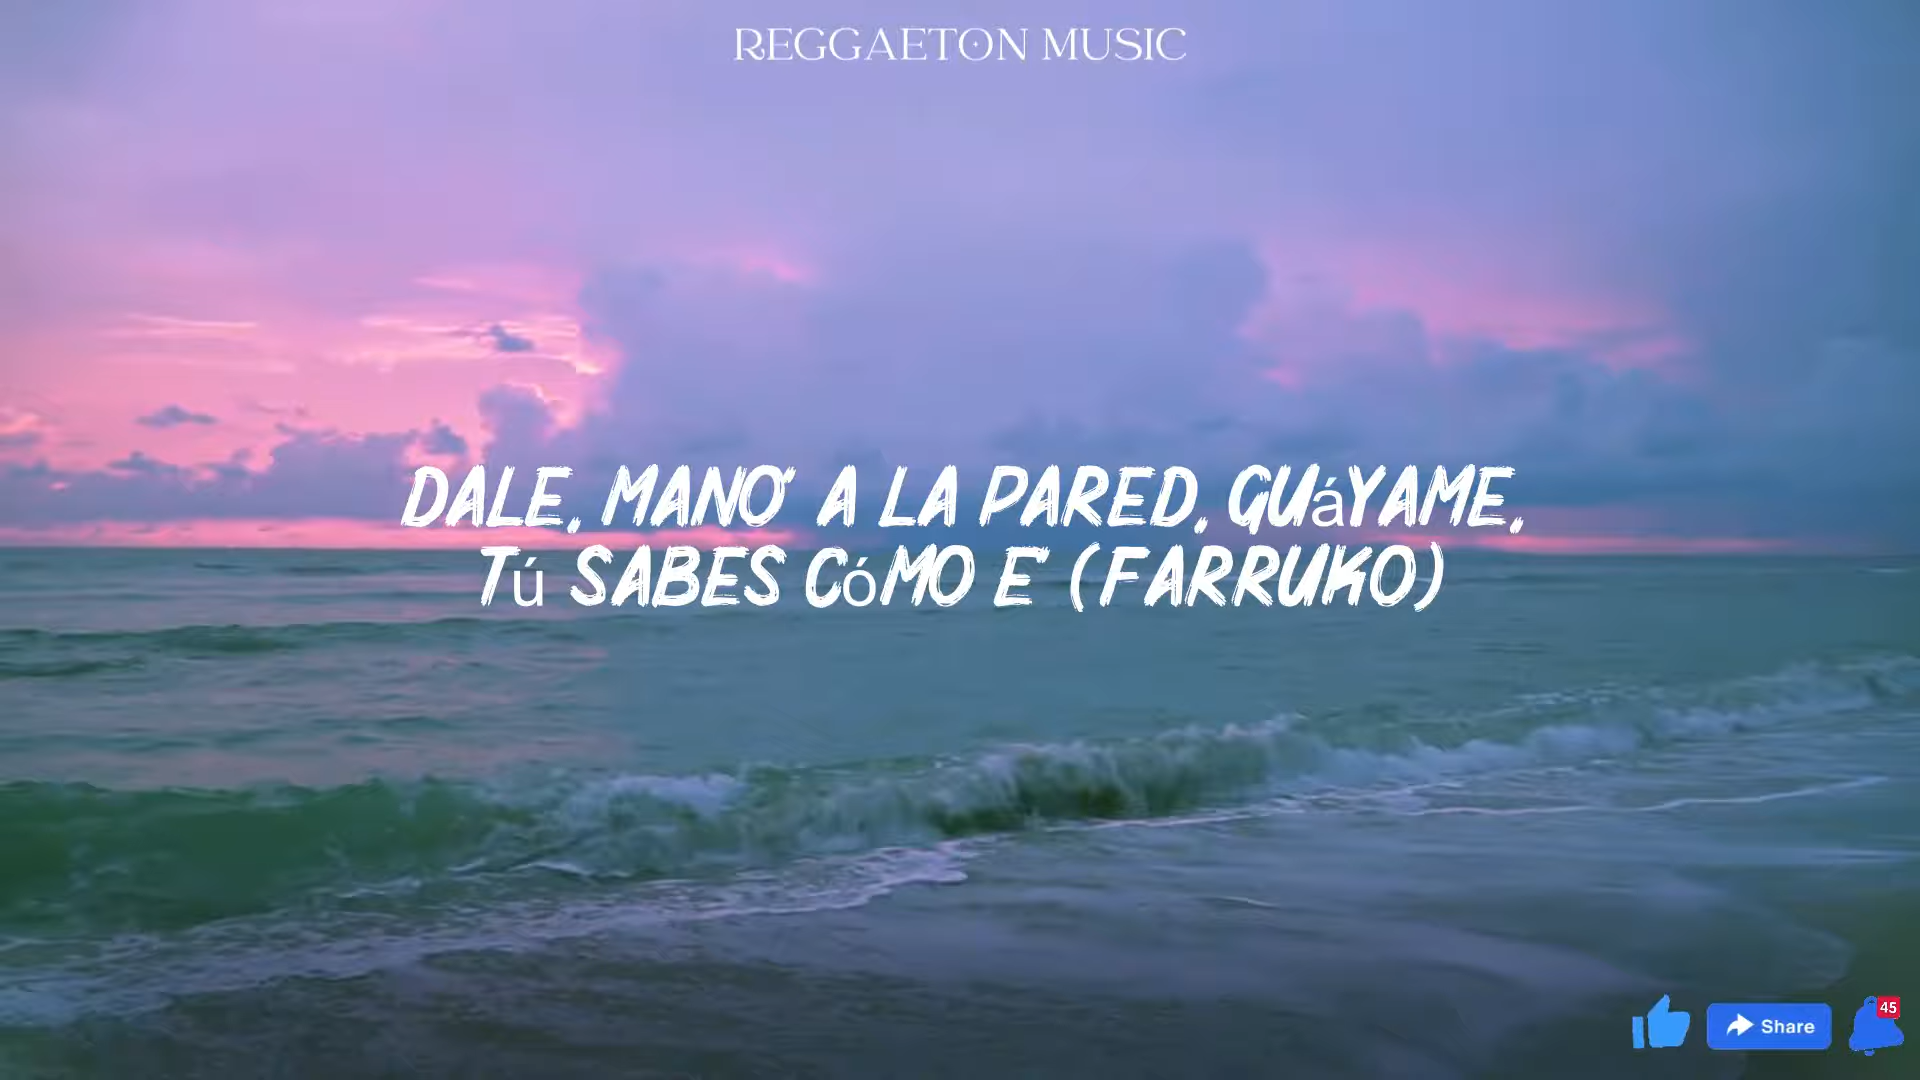 REGGAETON MUSIC
DALE, MANO' A LA PARED, GUáYAME,
Tú SABES CóMO E' (FARRUKO)
Share
45